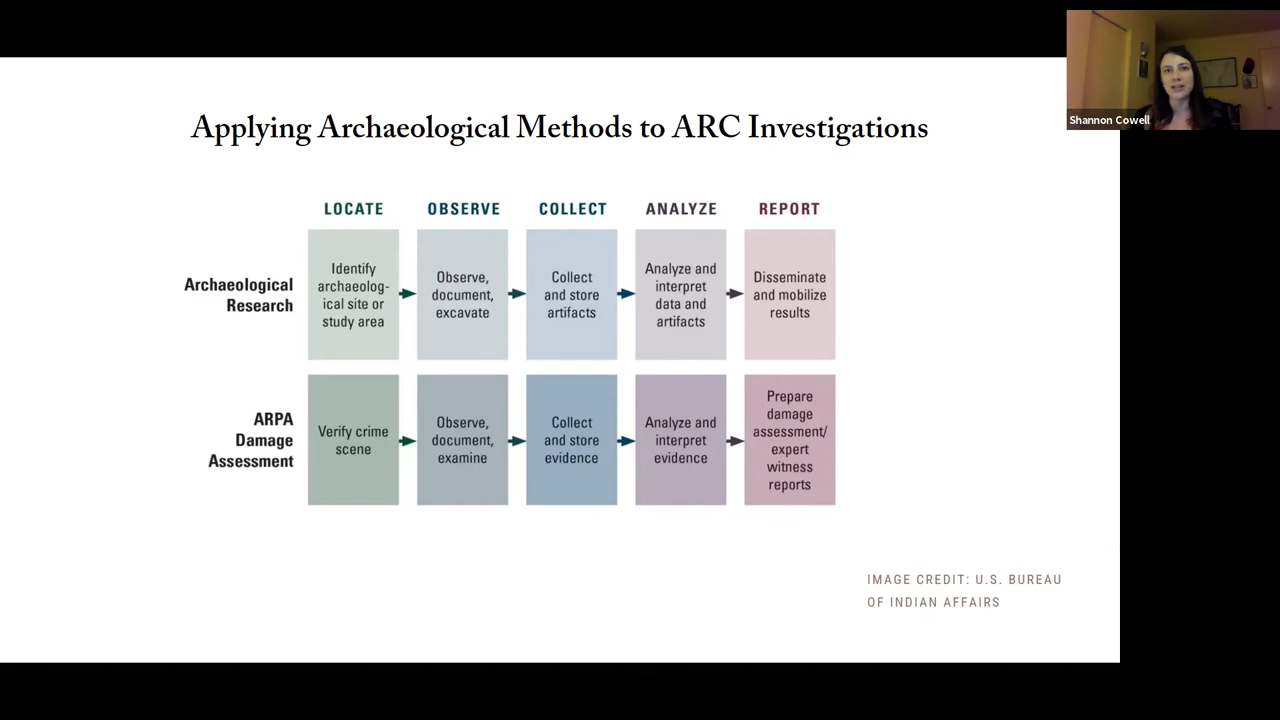 Shannon Cowell
Applying Archaeological Methods to ARC Investigations
LOCATE
OBSERVE
COLLECT
ANALYZE
REPORT
Archaeological
Research
Identify
archaeolog-
ical site or
study area
Observe,
document,
excavate
Collect
and store
artifacts
Analyze and
interpret
data and
artifacts
Disseminate
and mobilize
results
ARPA
Damage
Assessment
Verify crime
scene
Observe,
document,
examine
Collect
and store
evidence
Analyze and
interpret
evidence
Prepare
damage
assessment/
expert
witness
reports
IMAGE CREDIT: U.S. BUREAU
OF INDIAN AFFAIRS